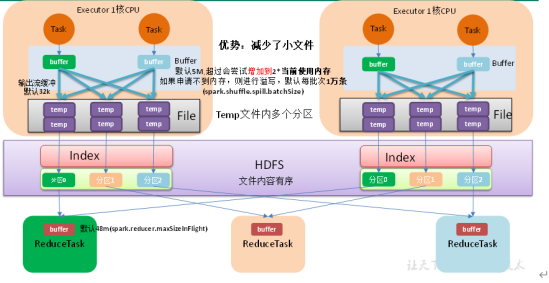 Executor 1核CPU
Executor 1核CPU
Task
Task
Task
Task
优势：减少了小文件
Buffer
Buffer
buffer
buffer
buffer
buffer
默认5M,超过会尝试增加到2*当前使用内存
如果申请不到内存，则进行溢写，默认每批次1万条
(spark.shuffle.spill.batchSize)
输出流缓冲
默认32k
temp
temp
temp
temp
temp
temp
File
Temp文件内多个分区
temp
temp
temp
temp
temp
temp
File
Index
HDFS
Index
文件内容有序
分区0
分区1
分区2
分区0
分区1
分区2
buffer
默认48m(spark.reducer.maxSizeInFlight)
buffer
buffer
ReduceTask
ReduceTask
ReduceTask